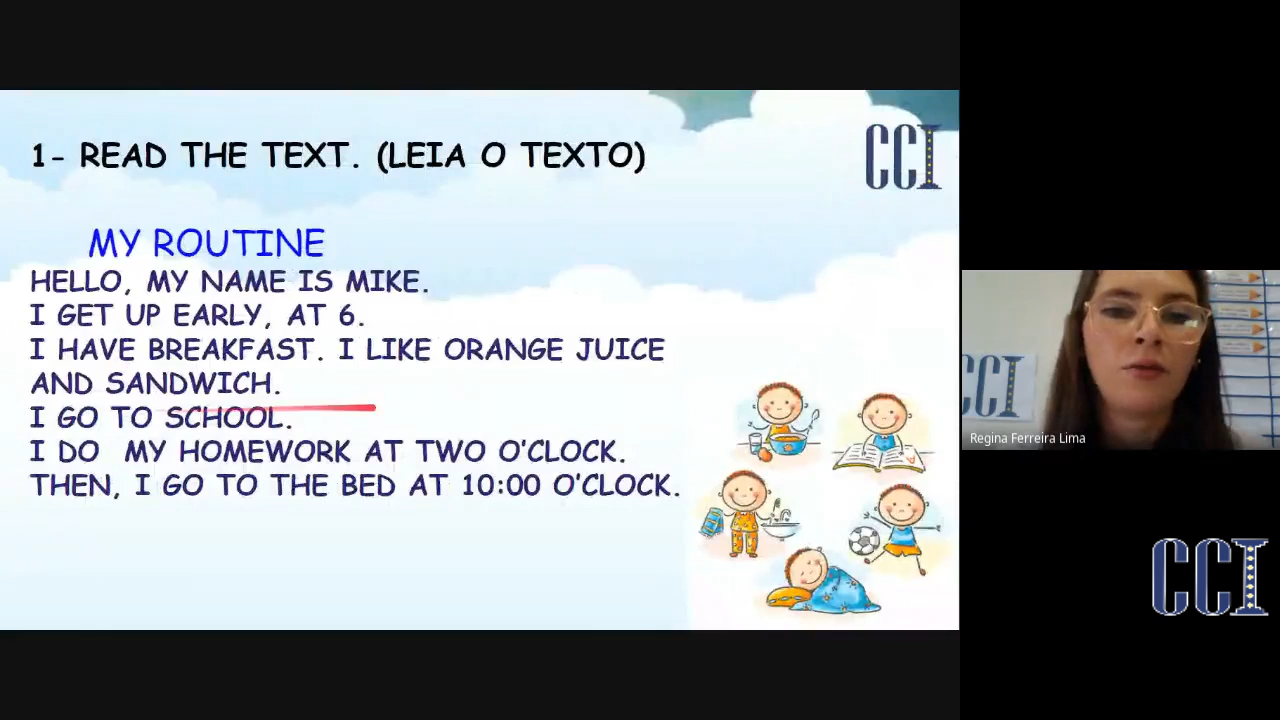 1- READ THE TEXT. (LEIA O TEXTO)
CCI
MY ROUTINE
HELLO, MY NAME IS MIKE.
I GET UP EARLY, AT 6.
I HAVE BREAKFAST. I LIKE ORANGE JUICE
AND SANDWICH.
I GO TO SCHOOL.
I DO MY HOMEWORK AT TWO O'CLOCK.
THEN, I GO TO THE BED AT 10:00 O'CLOCK.
CCI
Regina Ferreira Lima
CCI